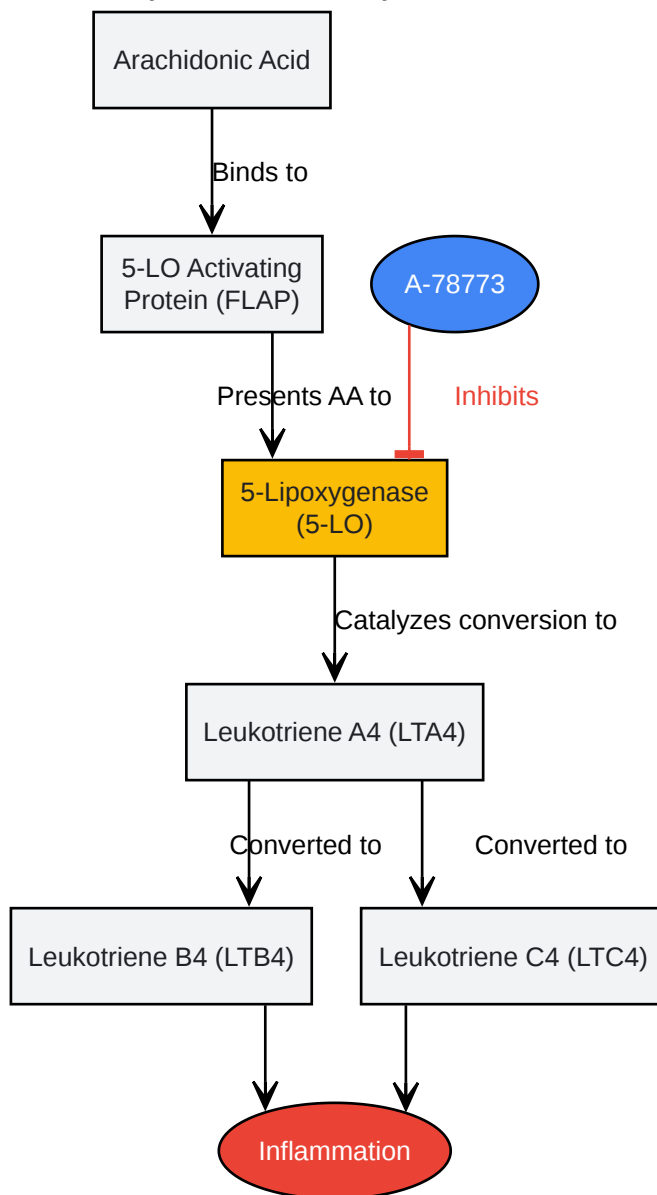 Arachidonic Acid
Binds to
5-LO Activating
Protein (FLAP)
A-78773
Presents AA to
Inhibits
5-Lipoxygenase
(5-LO)
Catalyzes conversion to
Leukotriene A4 (LTA4)
Converted to
Converted to
Leukotriene B4 (LTB4)
Leukotriene C4 (LTC4)
Inflammation